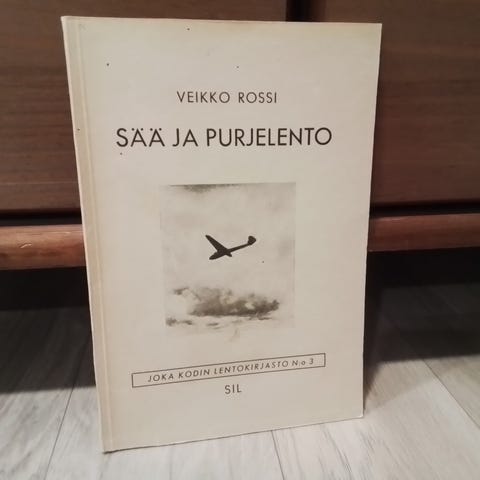 VEIKKO ROSSI
SÄÄ JA PURJELENTO
JOKA KODIN LENTOKIRJASTO N:o 3
SIL